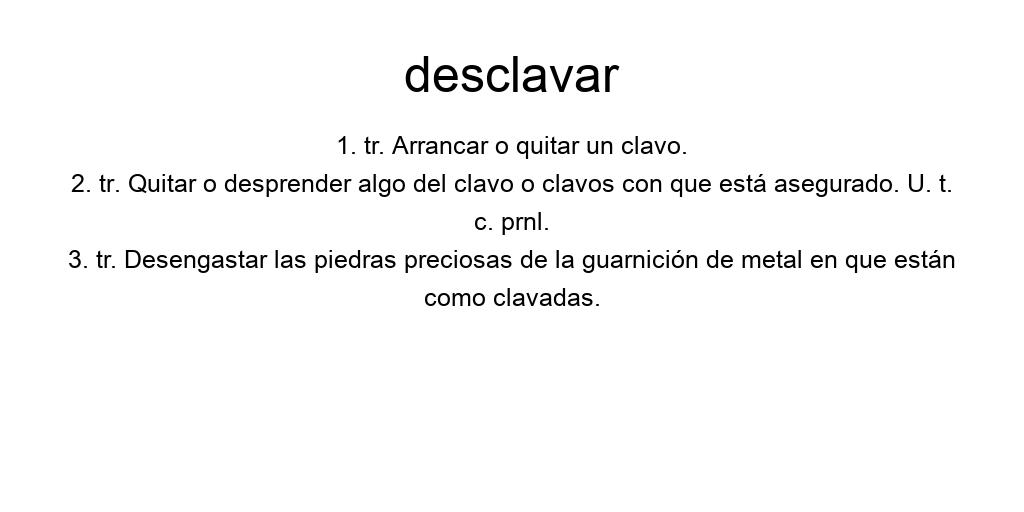 desclavar
1. tr. Arrancar o quitar un clavo.
2. tr. Quitar o desprender algo del clavo o clavos con que está asegurado. U. t.
c. prnl.
3. tr. Desengastar las piedras preciosas de la guarnición de metal en que están
como clavadas.